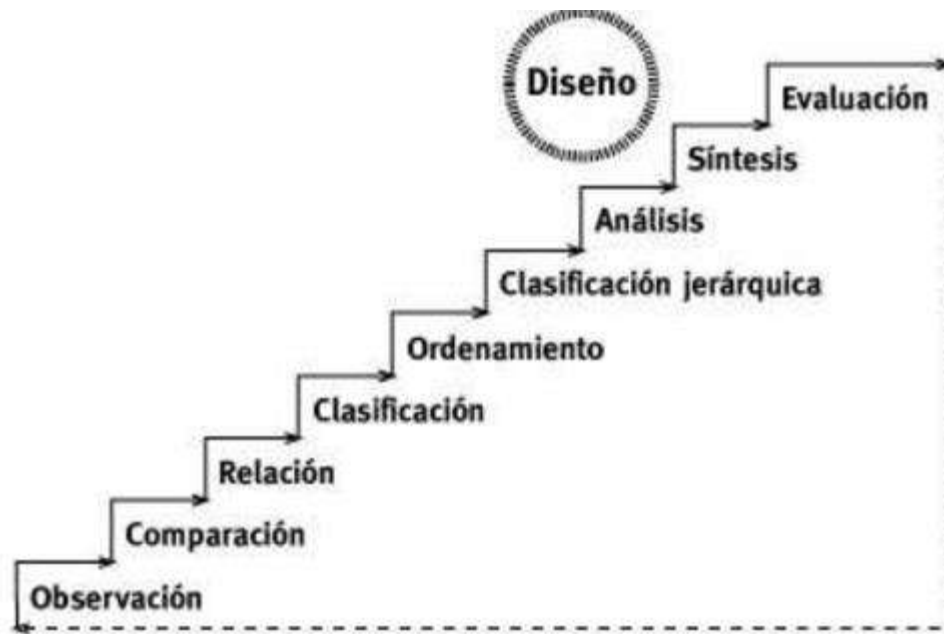 Diseño
Evaluación
Síntesis
Análisis
Clasificación jerárquica
Ordenamiento
Clasificación
Relación
Comparación
Observación